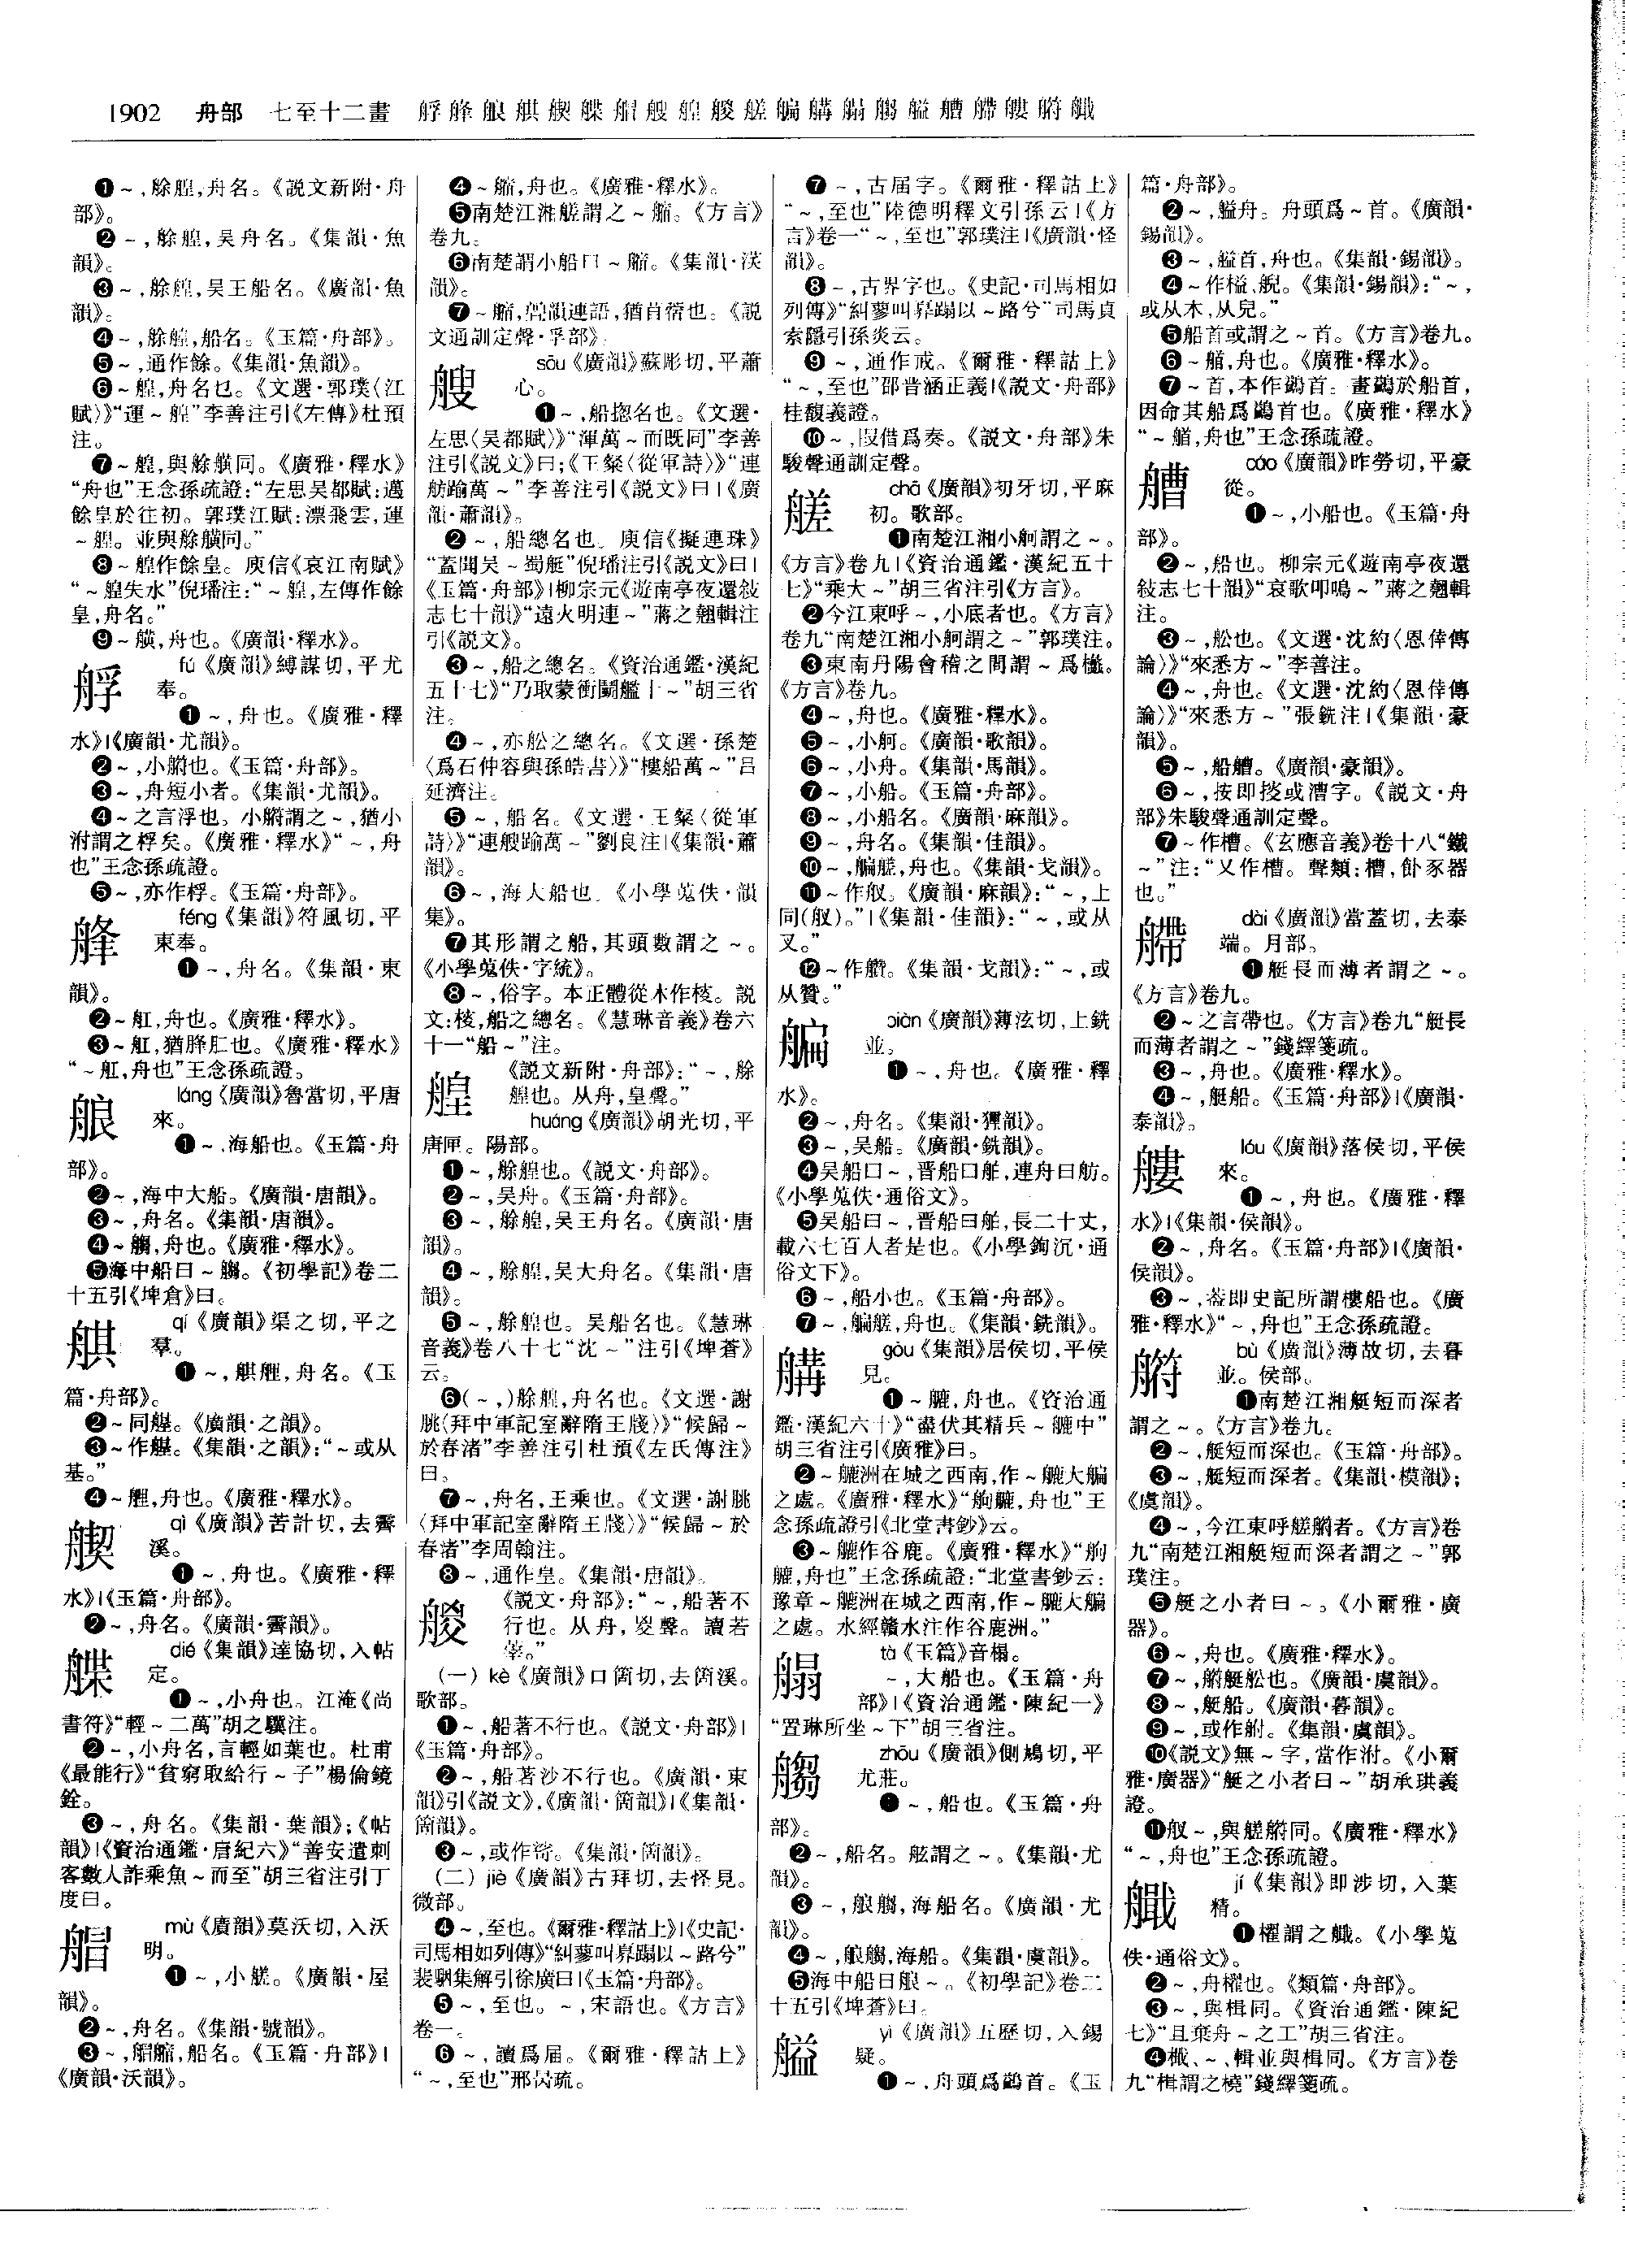 1902 舟部 七至十二畫 艀艂艆䑴䑨䑲艒艘艎艐艖艑艜
❶~,艅艎,舟名。《説文新附·舟
部》。
❷~,艅艎,吴舟名。《集韻·魚
韻》。
❸~,艅艎,吴王船名。《廣韻·魚
韻》。
❹~,艅艎,船名。《玉篇·舟部》。
❺~,通作餘。《集韻·魚韻》。
❻~艎,舟名也。《文選·郭璞〈江
賦〉》“運~艎”李善注引《左傳》杜預
注。
❼~艎,與艅艎同。《廣雅·釋水》
“舟也”王念孫疏證:“左思吴都賦:邁
餘皇於往初。郭璞江賦:漂飛雲,運
~艎。並與艅艎同。”
❽~艎作餘皇。庾信《哀江南賦》
“~艎失水”倪璠注:“~艎,左傳作餘
皇,舟名。”
❾~艎,舟也。《廣韻·釋水》。
艀
fú《廣韻》縛謀切,平尤
奉。
❶~,舟也。《廣雅·釋
水》|《廣韻·尤韻》。
❷~,小艄也。《玉篇·舟部》。
❸~,舟短小者。《集韻·尤韻》。
❹~之言浮也。小艄謂之~,猶小
泭謂之桴矣。《廣雅·釋水》“~,舟
也”王念孫疏證。
❺~,亦作桴。《玉篇·舟部》。
艂
féng《集韻》符風切,平
東奉。
❶~,舟名。《集韻·東
韻》。
❷~舡,舟也。《廣雅·釋水》。
❸~舡,猶胮肛也。《廣雅·釋水》
“~舡,舟也”王念孫疏證。
艆
láng《廣韻》魯當切,平唐
來。
❶~,海船也。《玉篇·舟
部》。
❷~,海中大船。《廣韻·唐韻》。
❸~,舟名。《集韻·唐韻》。
❹~䑳,舟也。《廣雅·釋水》。
❺海中船曰~䑳。《初學記》卷二
十五引《埤倉》曰。
qí《廣韻》渠之切,平之
羣。
❶~,䑴艃,舟名。《玉
篇·舟部》。
❷~同。《廣韻·之韻》。
❸~作。《集韻·之韻》:“~或从
基。”
❹~艃,舟也。《廣雅·釋水》。
qì《廣韻》苦計切,去霽
溪。
❶~,舟也。《廣雅·釋
水》|《玉篇·舟部》。
❷~,舟名。《廣韻·霽韻》。
dié《集韻》達協切,入帖
定。
❶~,小舟也。江淹《尚
書符》“輕~二萬”胡之驥注。
❷~,小舟名,言輕如葉也。杜甫
《最能行》“貧窮取給行~子”楊倫鏡
銓。
❸~,舟名。《集韻·葉韻》;《帖
韻》|《資治通鑑·唐紀六》“善安遣刺
客數人詐乘魚~而至”胡三省注引丁
度曰。
艒
mù《廣韻》莫沃切,入沃
明。
❶~,小艖。《廣韻·屋
韻》。
❷~,舟名。《集韻·號韻》。
❸~,艒䑿,船名。《玉篇·舟部》|
《廣韻·沃韻》。
❹~䑿,舟也。《廣雅·釋水》。
❺南楚江湘艖謂之~䑿。《方言》
卷九。
❻南楚謂小船曰~䑿。《集韻·沃
韻》。
❼~䑿,疊韻連語,猶苜蓿也。《説
文通訓定聲·孚部》。
艘
sōu《廣韻》蘇彫切,平蕭
心。
❶~,船揔名也。《文選·
左思〈吴都賦〉》“渾萬~而既同”李善
注引《説文》曰;《王粲〈從軍詩〉》“連
舫踰萬~”李善注引《説文》曰|《廣
韻·蕭韻》。
❷~,船總名也。庾信《擬連珠》
“蓋聞吴~蜀艇”倪璠注引《説文》曰|
《玉篇·舟部》|柳宗元《遊南亭夜還敍
志七十韻》“遠火明連~”蔣之翹輯注
引《説文》。
❸~,船之總名。《資治通鑑·漢紀
五十七》“乃取蒙衝鬭艦十~”胡三省
注。
❹~,亦舩之總名。《文選·孫楚
〈爲石仲容與孫皓書〉》“樓船萬~”吕
延濟注。
❺~,船名。《文選·王粲〈從軍
詩〉》“連艘踰萬~”劉良注|《集韻·蕭
韻》。
❻~,海大船也。《小學蒐佚·韻
集》。
❼其形謂之船,其頭數謂之~。
《小學蒐佚·字統》。
❽~,俗字。本正體從木作㮴。説
文:㮴,船之總名。《慧琳音義》卷六
十一“船~”注。
艎
《説文新附·舟部》:“~,艅
艎也。从舟,皇聲。”
huáng《廣韻》胡光切,平
唐匣。陽部。
❶~,艅艎也。《説文·舟部》。
❷~,吴舟。《玉篇·舟部》。
❸~,艅艎,吴王舟名。《廣韻·唐
韻》。
❹~,艅艎,吴大舟名。《集韻·唐
韻》。
❺~,艅艎也。吴船名也。《慧琳
音義》卷八十七“沈~”注引《埤蒼》
云。
❻(~,)艅艎,舟名也。《文選·謝
朓〈拜中軍記室辭隋王牋〉》“候歸~
於春渚”李善注引杜預《左氏傳注》
曰。
❼~,舟名,王乘也。《文選·謝朓
〈拜中軍記室辭隋王牋〉》“候歸~於
春渚”李周翰注。
❽~,通作皇。《集韻·唐韻》。
艐
《説文·舟部》:“~,船著不
行也。从舟,㚇聲。讀若
莘。”
(一)kè《廣韻》口箇切,去箇溪。
歌部。
❶~,船著不行也。《説文·舟部》|
《玉篇·舟部》。
❷~,船著沙不行也。《廣韻·東
韻》引《説文》,《廣韻·箇韻》|《集韻·
箇韻》。
❸~,或作𦨵。《集韻·箇韻》。
(二)jiè《廣韻》古拜切,去怪見。
微部。
❹~,至也。《爾雅·釋詁上》|《史記·
司馬相如列傳》“糾蓼叫奡蹋以~路兮”
裴駰集解引徐廣曰|《玉篇·舟部》。
❺~,至也。~,宋語也。《方言》
卷一。
❻~,讀爲届。《爾雅·釋詁上》
“~,至也”邢昺疏。
❼~,古届字。《爾雅·釋詁上》
“~,至也”陸德明釋文引孫云|《方
言》卷一“~,至也”郭璞注|《廣韻·怪
韻》。
❽~,古界字也。《史記·司馬相如
列傳》“糾蓼叫奡蹋以~路兮”司馬貞
索隱引孫炎云。
❾~,通作戒。《爾雅·釋詁上》
“~,至也”邵晋涵正義|《説文·舟部》
桂馥義證。
❿~,叚借爲奏。《説文·舟部》朱
駿聲通訓定聲。
艖
chā《廣韻》初牙切,平麻
初。歌部。
❶南楚江湘小舸謂之~。
《方言》卷九|《資治通鑑·漢紀五十
七》“乘大~”胡三省注引《方言》。
❷今江東呼~,小底者也。《方言》
卷九“南楚江湘小舸謂之~”郭璞注。
❸東南丹陽會稽之間謂~爲欚。
《方言》卷九。
❹~,舟也。《廣雅·釋水》。
❺~,小舸。《廣韻·歌韻》。
❻~,小舟。《集韻·馬韻》。
❼~,小船。《玉篇·舟部》。
❽~,小船名。《廣韻·麻韻》。
❾~,舟名。《集韻·佳韻》。
❿~,艑艖,舟也。《集韻·戈韻》。
⓫~作舣。《廣韻·麻韻》:“~,上
同(舣)。”|《集韻·佳韻》:“~,或从
叉。”
⓬~作。《集韻·戈韻》:“~,或
从贊。”
艑
biàn《廣韻》薄泫切,上銑
並。
❶~,舟也。《廣雅·釋
水》。
❷~,舟名。《集韻·獮韻》。
❸~,吴船。《廣韻·銑韻》。
❹吴船曰~,晋船曰舶,連舟曰舫。
《小學蒐佚·通俗文》。
❺吴船曰~,晋船曰舶,長二十丈,
載六七百人者是也。《小學鉤沉·通
俗文下》。
❻~,船小也。《玉篇·舟部》。
❼~,艑艖,舟也。《集韻·銑韻》。
gòu《集韻》居侯切,平侯
見。
❶~䑾,舟也。《資治通
鑑·漢紀六十》“盡伏其精兵~䑾中”
胡三省注引《廣雅》曰。
❷~䑾洲在城之西南,作~䑾大艑
之處。《廣雅·釋水》“䑦䑾,舟也”王
念孫疏證引《北堂書鈔》云。
❸~䑾作谷鹿。《廣雅·釋水》“䑦
䑾,舟也”王念孫疏證:“北堂書鈔云:
豫章~䑾洲在城之西南,作~䑾大艑
之處。水經贛水注作谷鹿洲。”
tà《玉篇》音榻。
~,大船也。《玉篇·舟
部》|《資治通鑑·陳紀一》
“置琳所坐~下”胡三省注。
zhōu《廣韻》側鳩切,平
尤莊。
❶~,船也。《玉篇·舟
部》。
❷~,船名。舷謂之~。《集韻·尤
韻》。
❸~,艆䑳,海船名。《廣韻·尤
韻》。
❹~,艆䑳,海船。《集韻·虞韻》。
❺海中船曰艆~。《初學記》卷二
十五引《埤蒼》曰。
yì《廣韻》五歷切,入錫
疑。
❶~,舟頭爲鷁首。《玉
篇·舟部》。
❷~,艗舟。舟頭爲~首。《廣韻·
錫韻》。
❸~,艗首,舟也。《集韻·錫韻》。
❹~作榏、艗。《集韻·錫韻》:“~,
或从木,从皃。”
❺船首或謂之~首。《方言》卷九。
❻~艏,舟也。《廣雅·釋水》。
❼~首,本作鷁首。畫鷁於船首,
因命其船爲鷁首也。《廣雅·釋水》
“~艏,舟也”王念孫疏證。
艚
cáo《廣韻》昨勞切,平豪
從。
❶~,小船也。《玉篇·舟
部》。
❷~,船也。柳宗元《遊南亭夜還
敍志七十韻》“哀歌叩鳴~”蔣之翹輯
注。
❸~,舩也。《文選·沈約〈恩倖傳
論〉》“來悉方~”李善注。
❹~,舟也。《文選·沈約〈恩倖傳
論〉》“來悉方~”張銑注|《集韻·豪
韻》。
❺~,船艚。《廣韻·豪韻》。
❻~,按即㮴或漕字。《説文·舟
部》朱駿聲通訓定聲。
❼~作槽。《玄應音義》卷十八“鐵
~”注:“又作槽。聲類:槽,飤豕器
也。”
艜
dài《廣韻》當蓋切,去泰
端。月部。
❶艇長而薄者謂之~。
《方言》卷九。
❷~之言帶也。《方言》卷九“艇長
而薄者謂之~”錢繹箋疏。
❸~,舟也。《廣雅·釋水》。
❹~,艇船。《玉篇·舟部》|《廣韻·
泰韻》。
艛
lóu《廣韻》落侯切,平侯
來。
❶~,舟也。《廣雅·釋
水》|《集韻·侯韻》。
❷~,舟名。《玉篇·舟部》|《廣韻·
侯韻》。
❸~,葢即史記所謂樓船也。《廣
雅·釋水》“~,舟也”王念孫疏證。
bù《廣韻》薄故切,去暮
並。侯部。
❶南楚江湘艇短而深者
謂之~。《方言》卷九。
❷~,艇短而深也。《玉篇·舟部》。
❸~,艇短而深者。《集韻·模韻》;
《虞韻》。
❹~,今江東呼艖䑰者。《方言》卷
九“南楚江湘艇短而深者謂之~”郭
璞注。
❺艇之小者曰~。《小爾雅·廣
器》。
❻~,舟也。《廣雅·釋水》。
❼~,䑰艇舩也。《廣韻·虞韻》。
❽~,艇船。《廣韻·暮韻》。
❾~,或作䑧。《集韻·虞韻》。
❿《説文》無~字,當作泭。《小爾
雅·廣器》“艇之小者曰~”胡承珙義
證。
⓫舣~,與艖䑰同。《廣雅·釋水》
“~,舟也”王念孫疏證。
jí《集韻》即涉切,入葉
精。
❶櫂謂之艥。《小學蒐
佚·通俗文》。
❷~,舟櫂也。《類篇·舟部》。
❸~,與楫同。《資治通鑑·陳紀
七》“且棄舟~之工”胡三省注。
❹檝、~、輯並與楫同。《方言》卷
九“楫謂之橈”錢繹箋疏。